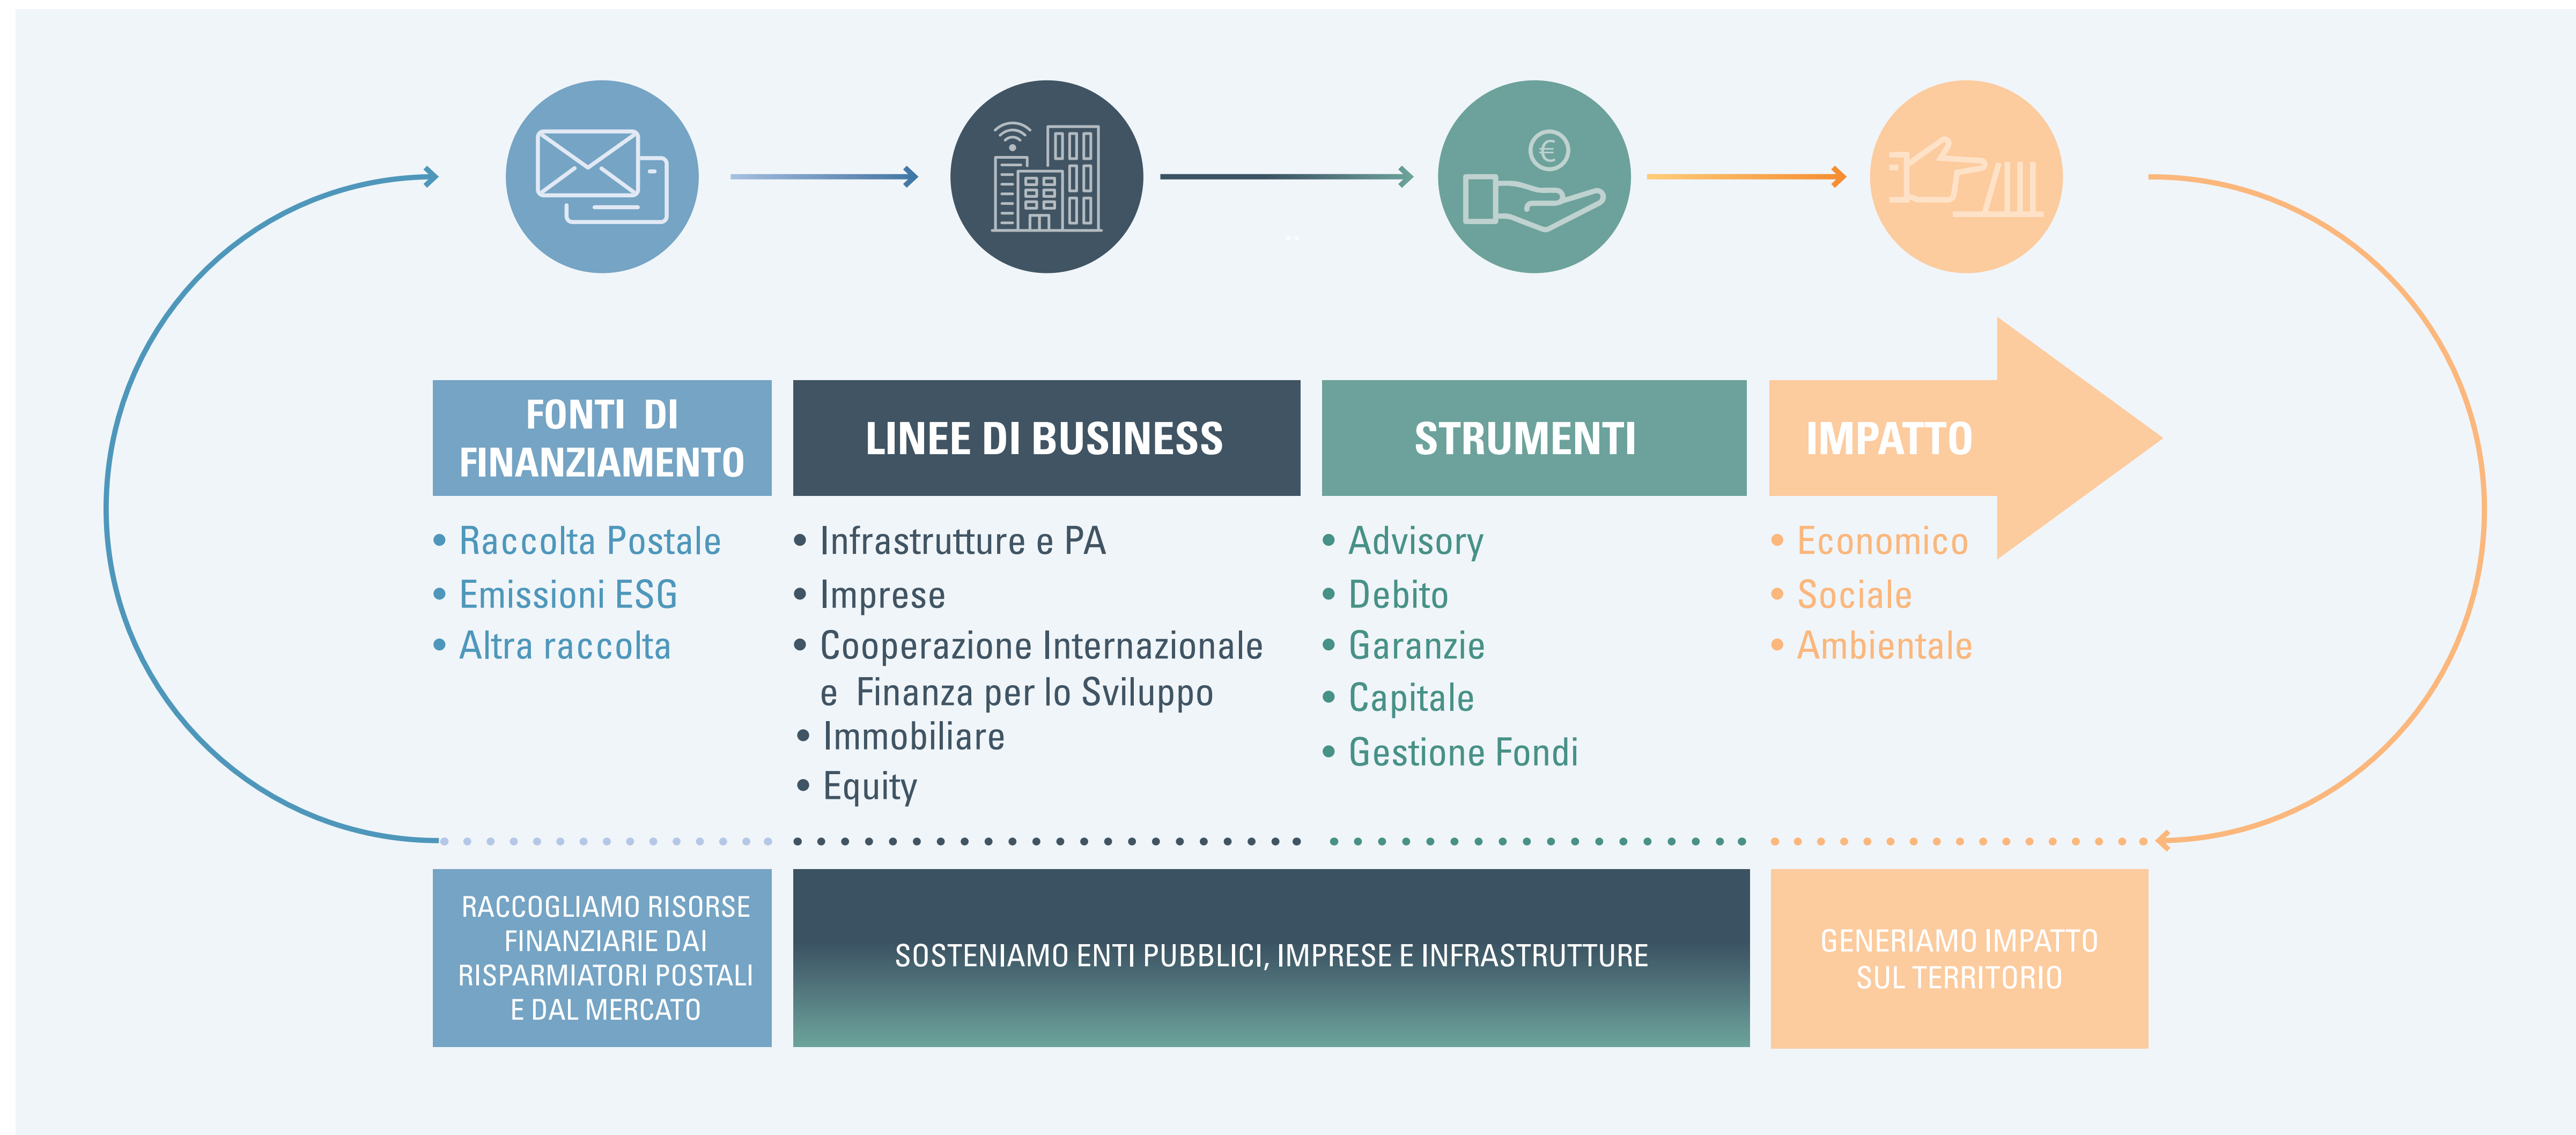 FONTI DI
FINANZIAMENTO
• Raccolta Postale
• Emissioni ESG
• Altra raccolta
LINEE DI BUSINESS
• Infrastrutture e PA
• Imprese
• Cooperazione Internazionale
e Finanza per lo Sviluppo
• Immobiliare
• Equity
€
STRUMENTI
• Advisory
• Debito
• Garanzie
• Capitale
• Gestione Fondi
IMPATTO
• Economico
• Sociale
• Ambientale
RACCOGLIAMO RISORSE
FINANZIARIE DAI
RISPARMIATORI POSTALI
E DAL MERCATO
SOSTENIAMO ENTI PUBBLICI, IMPRESE E INFRASTRUTTURE
GENERIAMO IMPATTO
SUL TERRITORIO